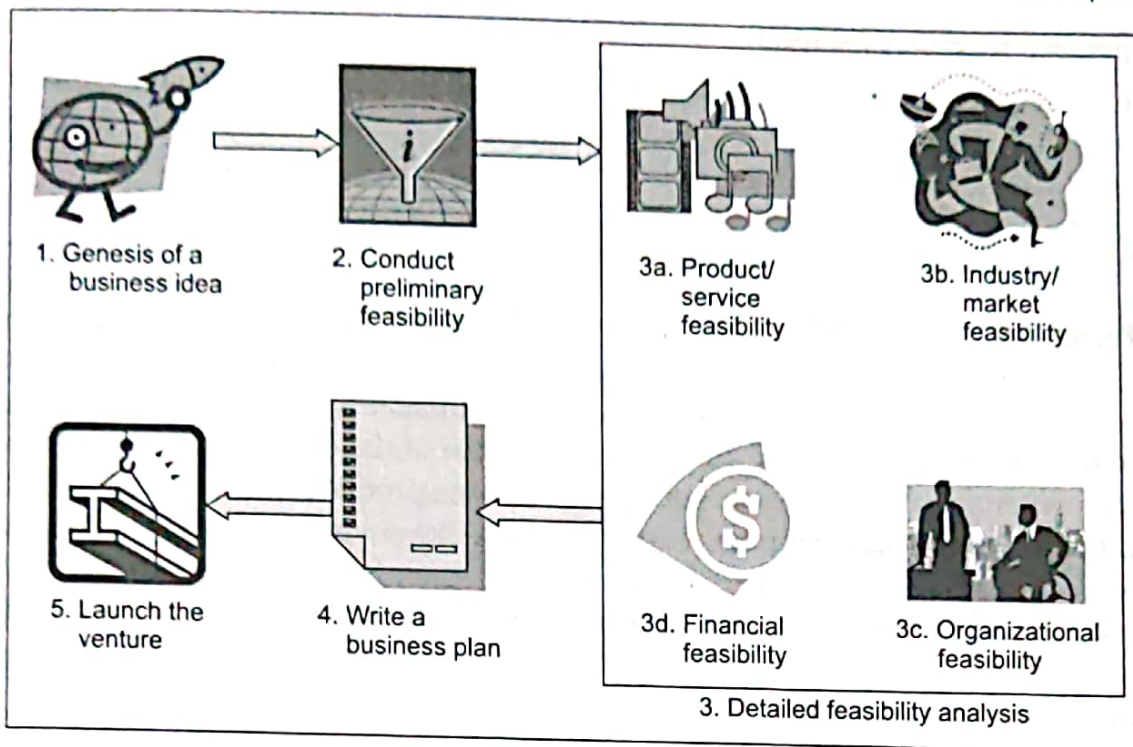 1. Genesis of a
business idea
i
2. Conduct
preliminary
feasibility
3a. Product/
service
feasibility
3b. Industry/
market
feasibility
3c. Organizational
feasibility
$
3d. Financial
feasibility
3. Detailed feasibility analysis
4. Write a
business plan
5. Launch the
venture